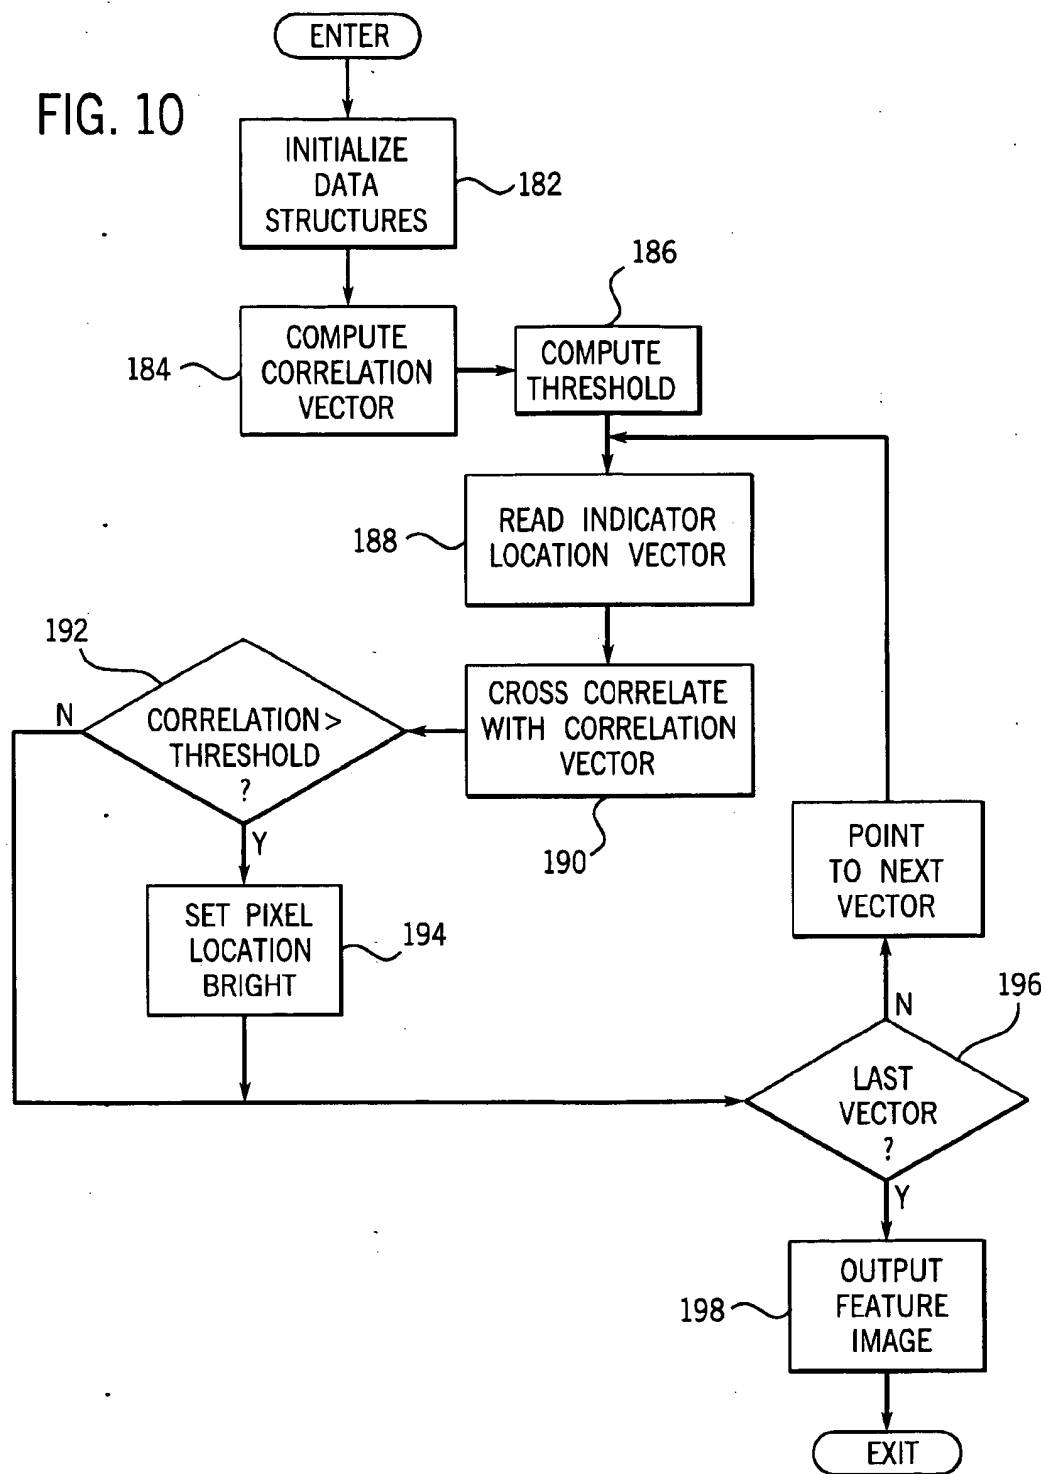 ENTER
FIG. 10
INITIALIZE
DATA
STRUCTURES
182
186
184
COMPUTE
CORRELATION
VECTOR
COMPUTE
THRESHOLD
188
READ INDICATOR
LOCATION VECTOR
192
N
CORRELATION >
THRESHOLD
?
CROSS CORRELATE
WITH CORRELATION
VECTOR
190
Y
SET PIXEL
LOCATION
BRIGHT
194
POINT
TO NEXT
VECTOR
N
196
LAST
VECTOR
?
Y
198
OUTPUT
FEATURE
IMAGE
EXIT